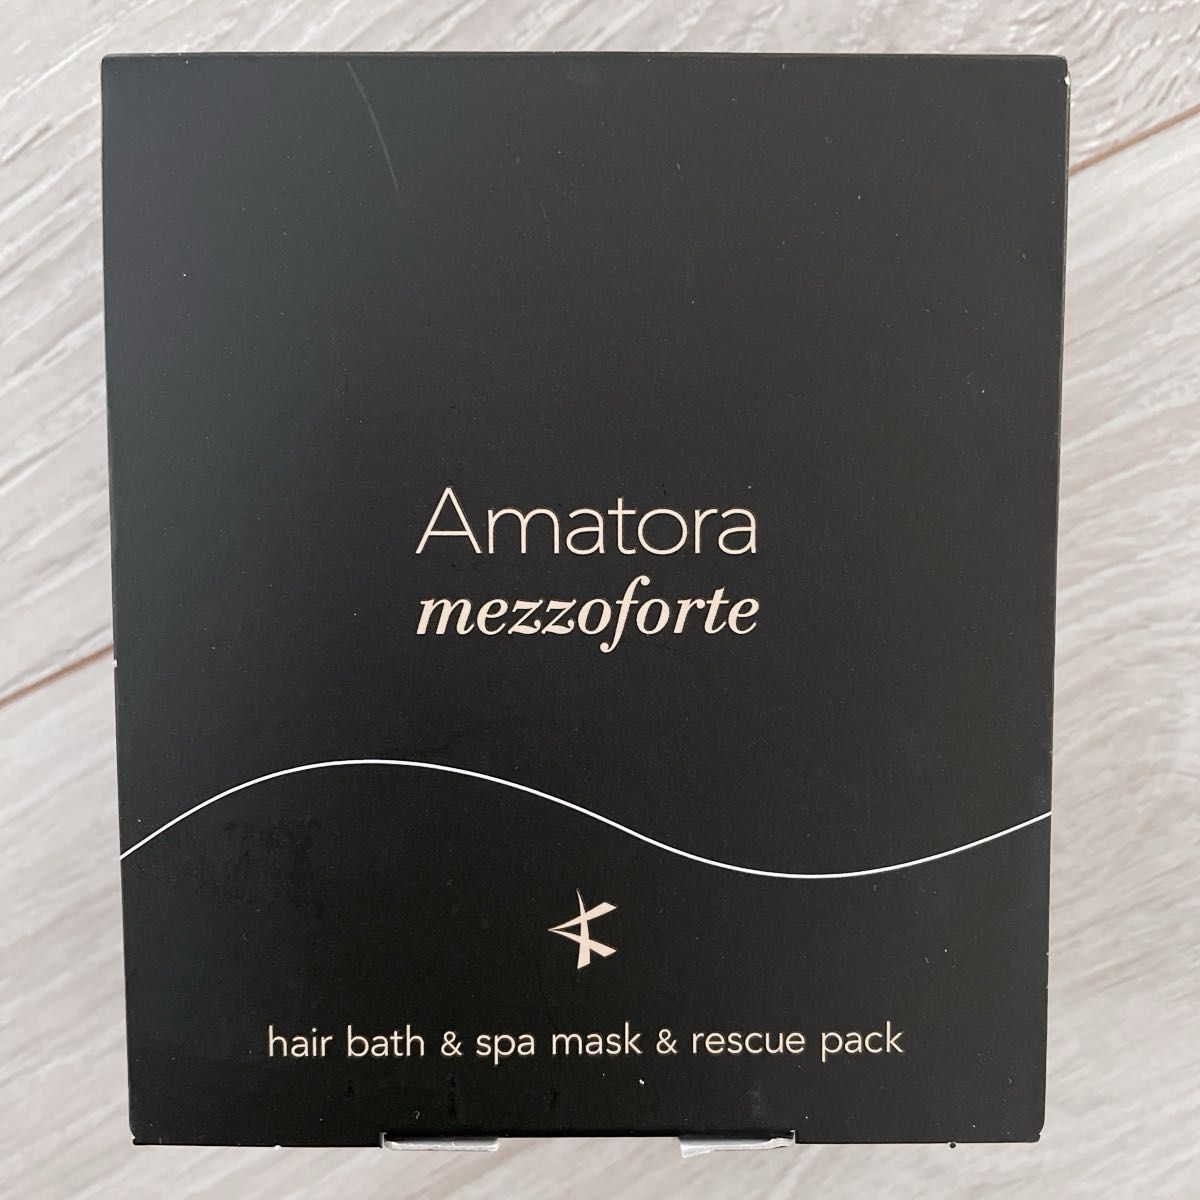 Amatora
mezzoforte
hair bath & spa mask & rescue pack